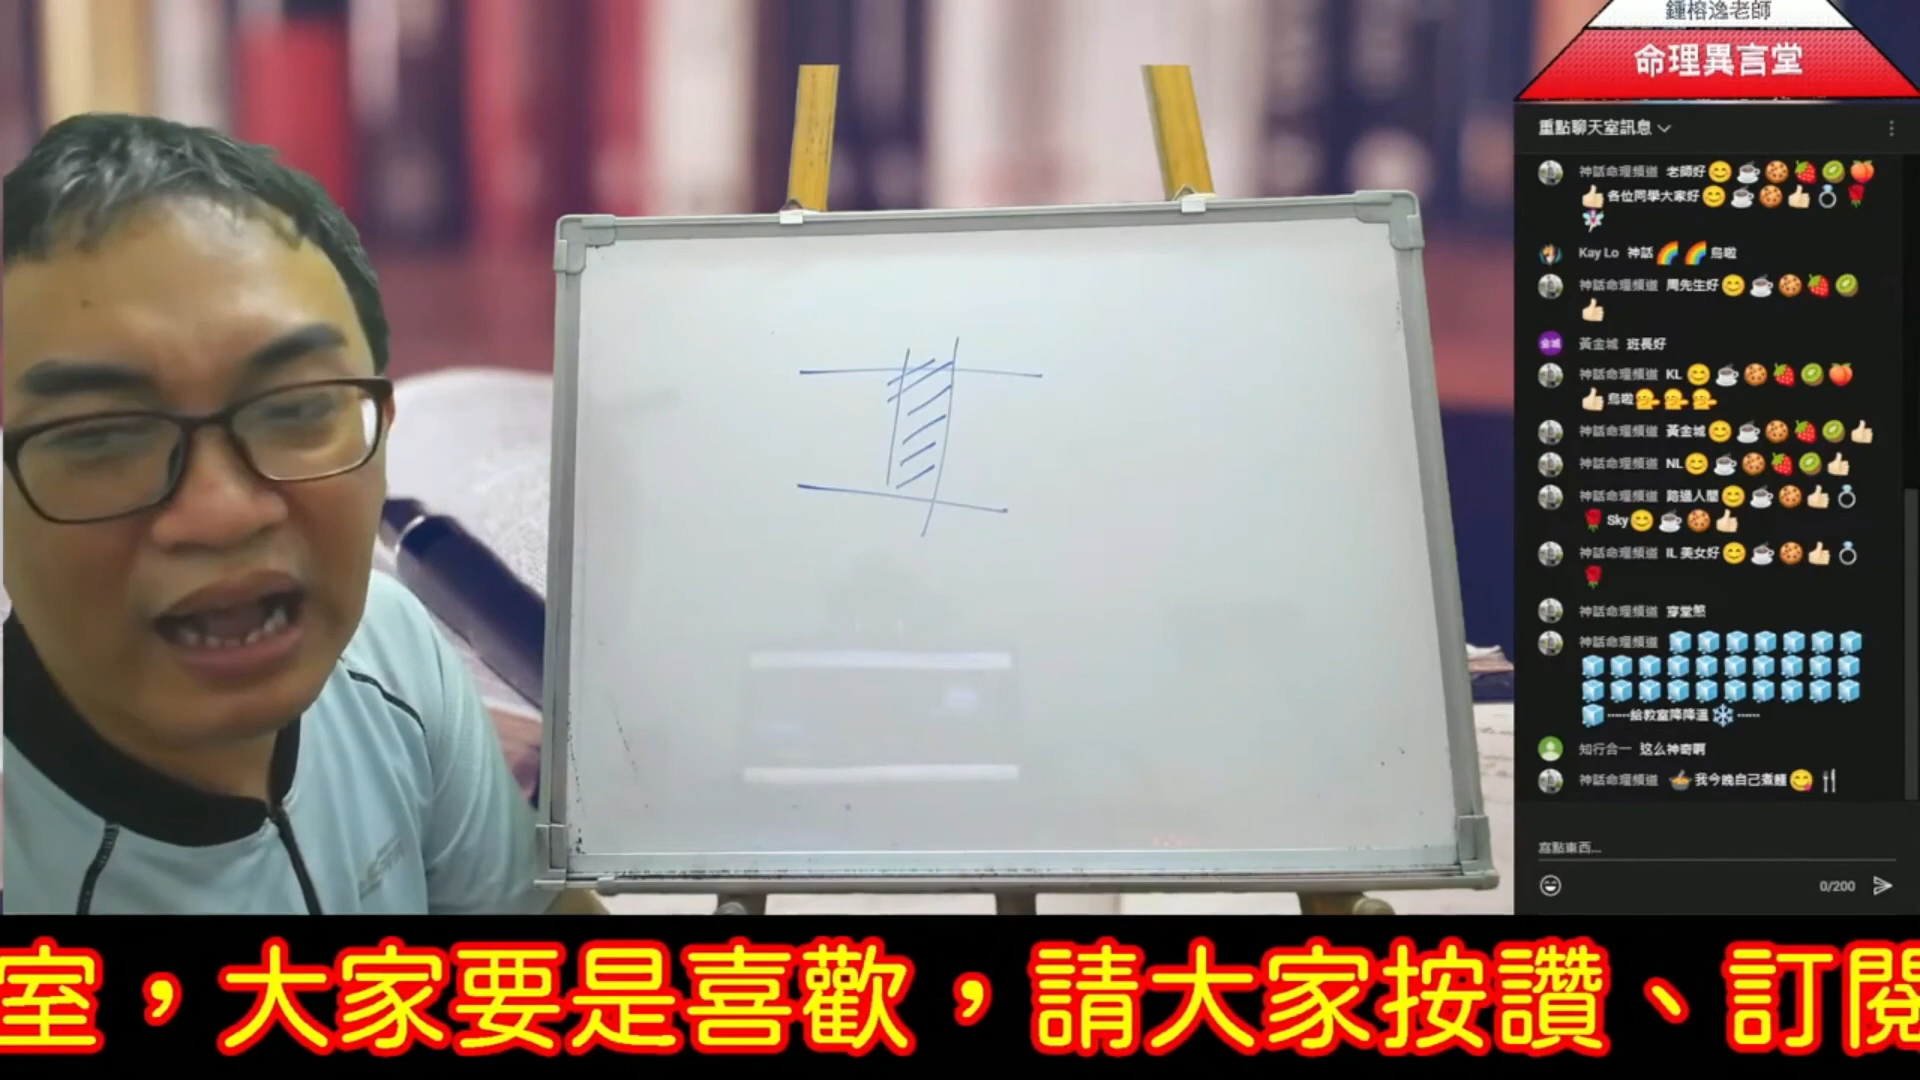 鍾榕逸老師
命理異言堂
重點聊天室訊息
神話命理頻道 老師好😊☕🍪🍓🥝🍑
👍🏻各位同學大家好😊☕🍪👍🏻💍🌹
🧚🏻
Kay Lo 神話🌈🌈烏啦
神話命理頻道 周先生好😊☕🍪🍓🥝
👍🏻
金城 黃金城 班長好
神話命理頻道 KL😊☕🍪🍓🥝🍑
👍🏻烏啦
神話命理頻道 黃金城😊☕🍪🍓🥝👍🏻
神話命理頻道 NL😊☕🍪🍓🥝👍🏻
神話命理頻道 路過人間😊☕🍪👍🏻💍
🌹Sky😊☕🍪👍🏻
神話命理頻道 IL 美女好😊☕🍪👍🏻💍
🌹
神話命理頻道 穿堂煞
神話命理頻道 🧊🧊🧊🧊🧊🧊🧊
🧊🧊🧊🧊🧊🧊🧊🧊🧊🧊
🧊🧊🧊🧊🧊🧊🧊🧊🧊🧊
🧊┄┄給教室降降溫❄️┄┄
知行合一 这么神奇啊
神話命理頻道 🍲我今晚自己煮麵😋🍴
寫點東西...
0/200
室，大家要是喜歡，請大家按讚、訂閱